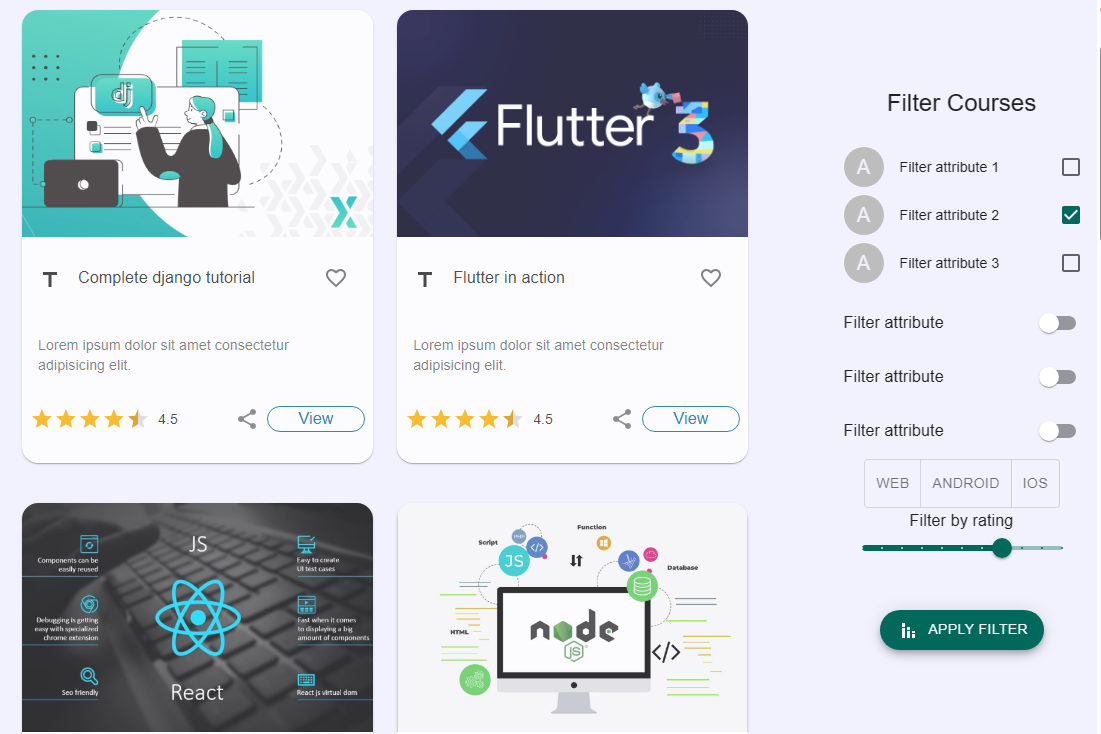 dj
Complete django tutorial
Lorem ipsum dolor sit amet consectetur
adipisicing elit.
4.5
View
Flutter 3
Flutter in action
Lorem ipsum dolor sit amet consectetur
adipisicing elit.
4.5
View
JS
Components can be
easily reused
Debugging is getting
easy with specialized
chrome extension
Seo friendly
Easy to create
UI test cases
Fast when it comes
to displaying a big
amount of components
React js virtual dom
React
Function
Script
PHP
</>
JS
Database
HTML
node
JS
</>
Filter Courses
A Filter attribute 1
A Filter attribute 2
A Filter attribute 3
Filter attribute
Filter attribute
Filter attribute
WEB ANDROID IOS
Filter by rating
APPLY FILTER